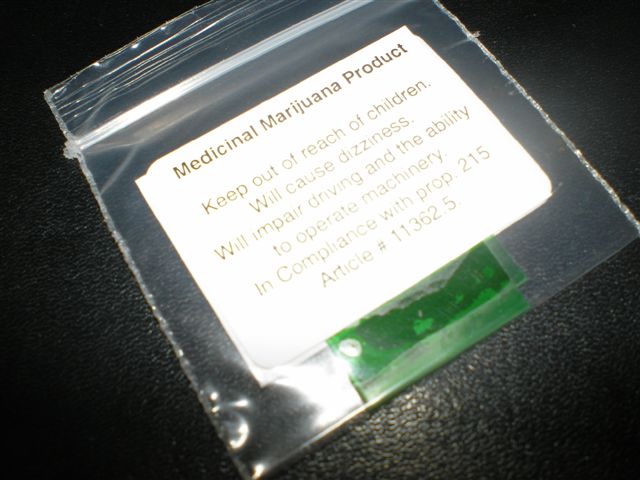 Medicinal Marijuana Product
Keep out of reach of children.
Will cause dizziness.
Will impair driving and the ability
to operate machinery.
In Compliance with prop. 215
Article # 11362.5.